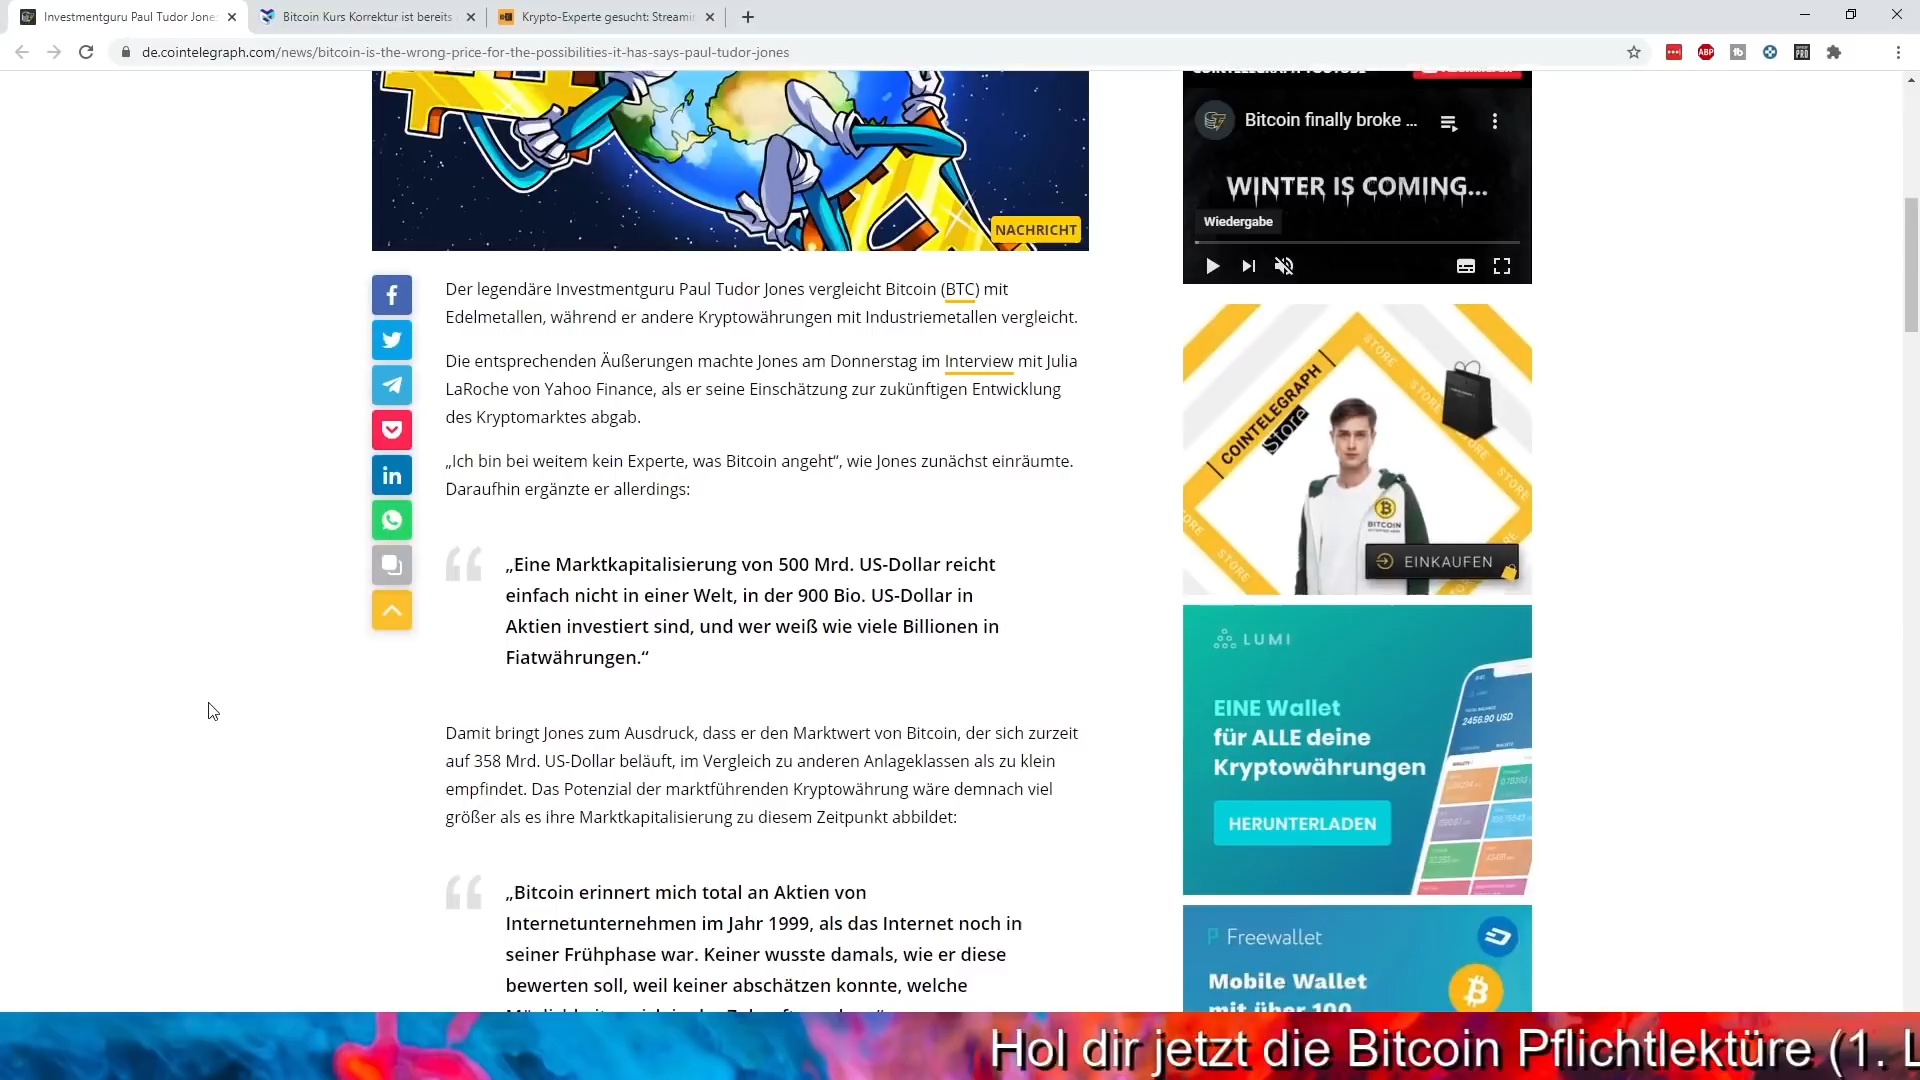 Investmentguru Paul Tudor Jone
Bitcoin Kurs Korrektur ist bereits
Krypto-Experte gesucht: Streami
de.cointelegraph.com/news/bitcoin-is-the-wrong-price-for-the-possibilities-it-has-says-paul-tudor-jones
ABP
NACHRICHT
Der legendäre Investmentguru Paul Tudor Jones vergleicht Bitcoin (BTC) mit
Edelmetallen, während er andere Kryptowährungen mit Industriemetallen vergleicht.
Die entsprechenden Äußerungen machte Jones am Donnerstag im Interview mit Julia
LaRoche von Yahoo Finance, als er seine Einschätzung zur zukünftigen Entwicklung
des Kryptomarktes abgab.
„Ich bin bei weitem kein Experte, was Bitcoin angeht“, wie Jones zunächst einräumte.
Daraufhin ergänzte er allerdings:
„Eine Marktkapitalisierung von 500 Mrd. US-Dollar reicht
einfach nicht in einer Welt, in der 900 Bio. US-Dollar in
Aktien investiert sind, und wer weiß wie viele Billionen in
Fiatwährungen.“
Damit bringt Jones zum Ausdruck, dass er den Marktwert von Bitcoin, der sich zurzeit
auf 358 Mrd. US-Dollar beläuft, im Vergleich zu anderen Anlageklassen als zu klein
empfindet. Das Potenzial der marktführenden Kryptowährung wäre demnach viel
größer als es ihre Marktkapitalisierung zu diesem Zeitpunkt abbildet:
„Bitcoin erinnert mich total an Aktien von
Internetunternehmen im Jahr 1999, als das Internet noch in
seiner Frühphase war. Keiner wusste damals, wie er diese
bewerten soll, weil keiner abschätzen konnte, welche
Bitcoin finally broke ...
WINTER IS COMING...
Wiedergabe
COINTELEGRAPH
Store
STORE
STORE
STORE
STORE
BITCOIN
EINKAUFEN
LUMI
EINE Wallet
für ALLE deine
Kryptowährungen
HERUNTERLADEN
2456.90 USD
Freewallet
Mobile Wallet
mit über 100
Hol dir jetzt die Bitcoin Pflichtlektüre (1. L